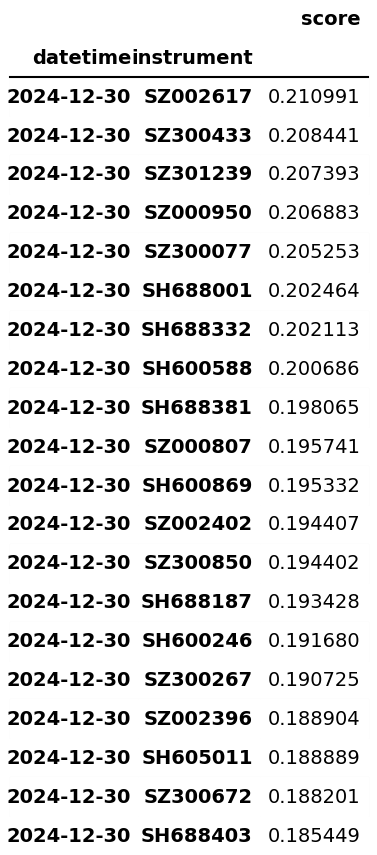 score
datetime instrument
2024-12-30 SZ002617 0.210991
2024-12-30 SZ300433 0.208441
2024-12-30 SZ301239 0.207393
2024-12-30 SZ000950 0.206883
2024-12-30 SZ300077 0.205253
2024-12-30 SH688001 0.202464
2024-12-30 SH688332 0.202113
2024-12-30 SH600588 0.200686
2024-12-30 SH688381 0.198065
2024-12-30 SZ000807 0.195741
2024-12-30 SH600869 0.195332
2024-12-30 SZ002402 0.194407
2024-12-30 SZ300850 0.194402
2024-12-30 SH688187 0.193428
2024-12-30 SH600246 0.191680
2024-12-30 SZ300267 0.190725
2024-12-30 SZ002396 0.188904
2024-12-30 SH605011 0.188889
2024-12-30 SZ300672 0.188201
2024-12-30 SH688403 0.185449